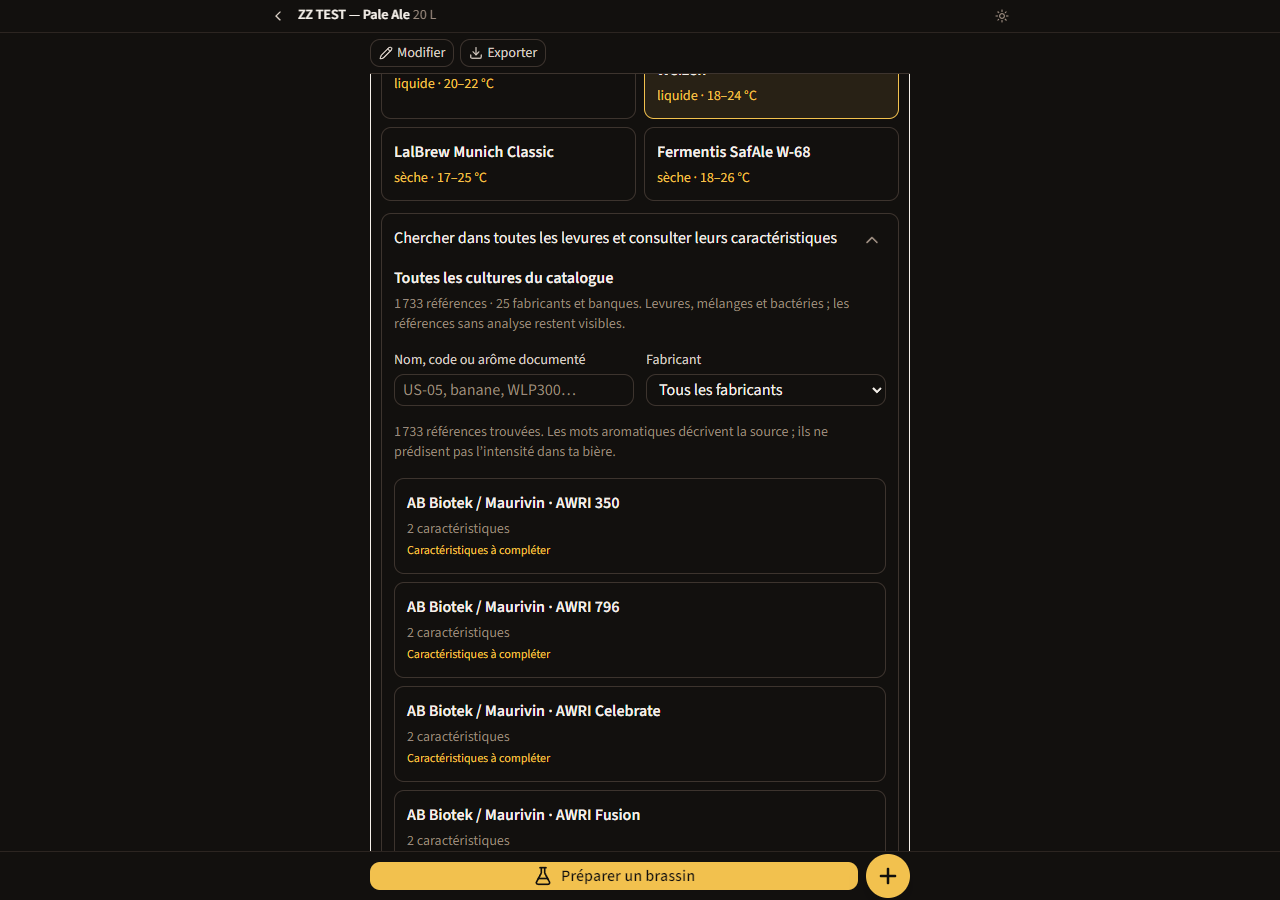 ZZ TEST — Pale Ale 20 L
Modifier
Exporter
liquide · 20–22 °C
liquide · 18–24 °C
LalBrew Munich Classic
sèche · 17–25 °C
Fermentis SafAle W-68
sèche · 18–26 °C
Chercher dans toutes les levures et consulter leurs caractéristiques
Toutes les cultures du catalogue
1 733 références · 25 fabricants et banques. Levures, mélanges et bactéries ; les
références sans analyse restent visibles.
Nom, code ou arôme documenté
Fabricant
US-05, banane, WLP300…
Tous les fabricants
1 733 références trouvées. Les mots aromatiques décrivent la source ; ils ne
prédisent pas l’intensité dans ta bière.
AB Biotek / Maurivin · AWRI 350
2 caractéristiques
Caractéristiques à compléter
AB Biotek / Maurivin · AWRI 796
2 caractéristiques
Caractéristiques à compléter
AB Biotek / Maurivin · AWRI Celebrate
2 caractéristiques
Caractéristiques à compléter
AB Biotek / Maurivin · AWRI Fusion
2 caractéristiques
Préparer un brassin